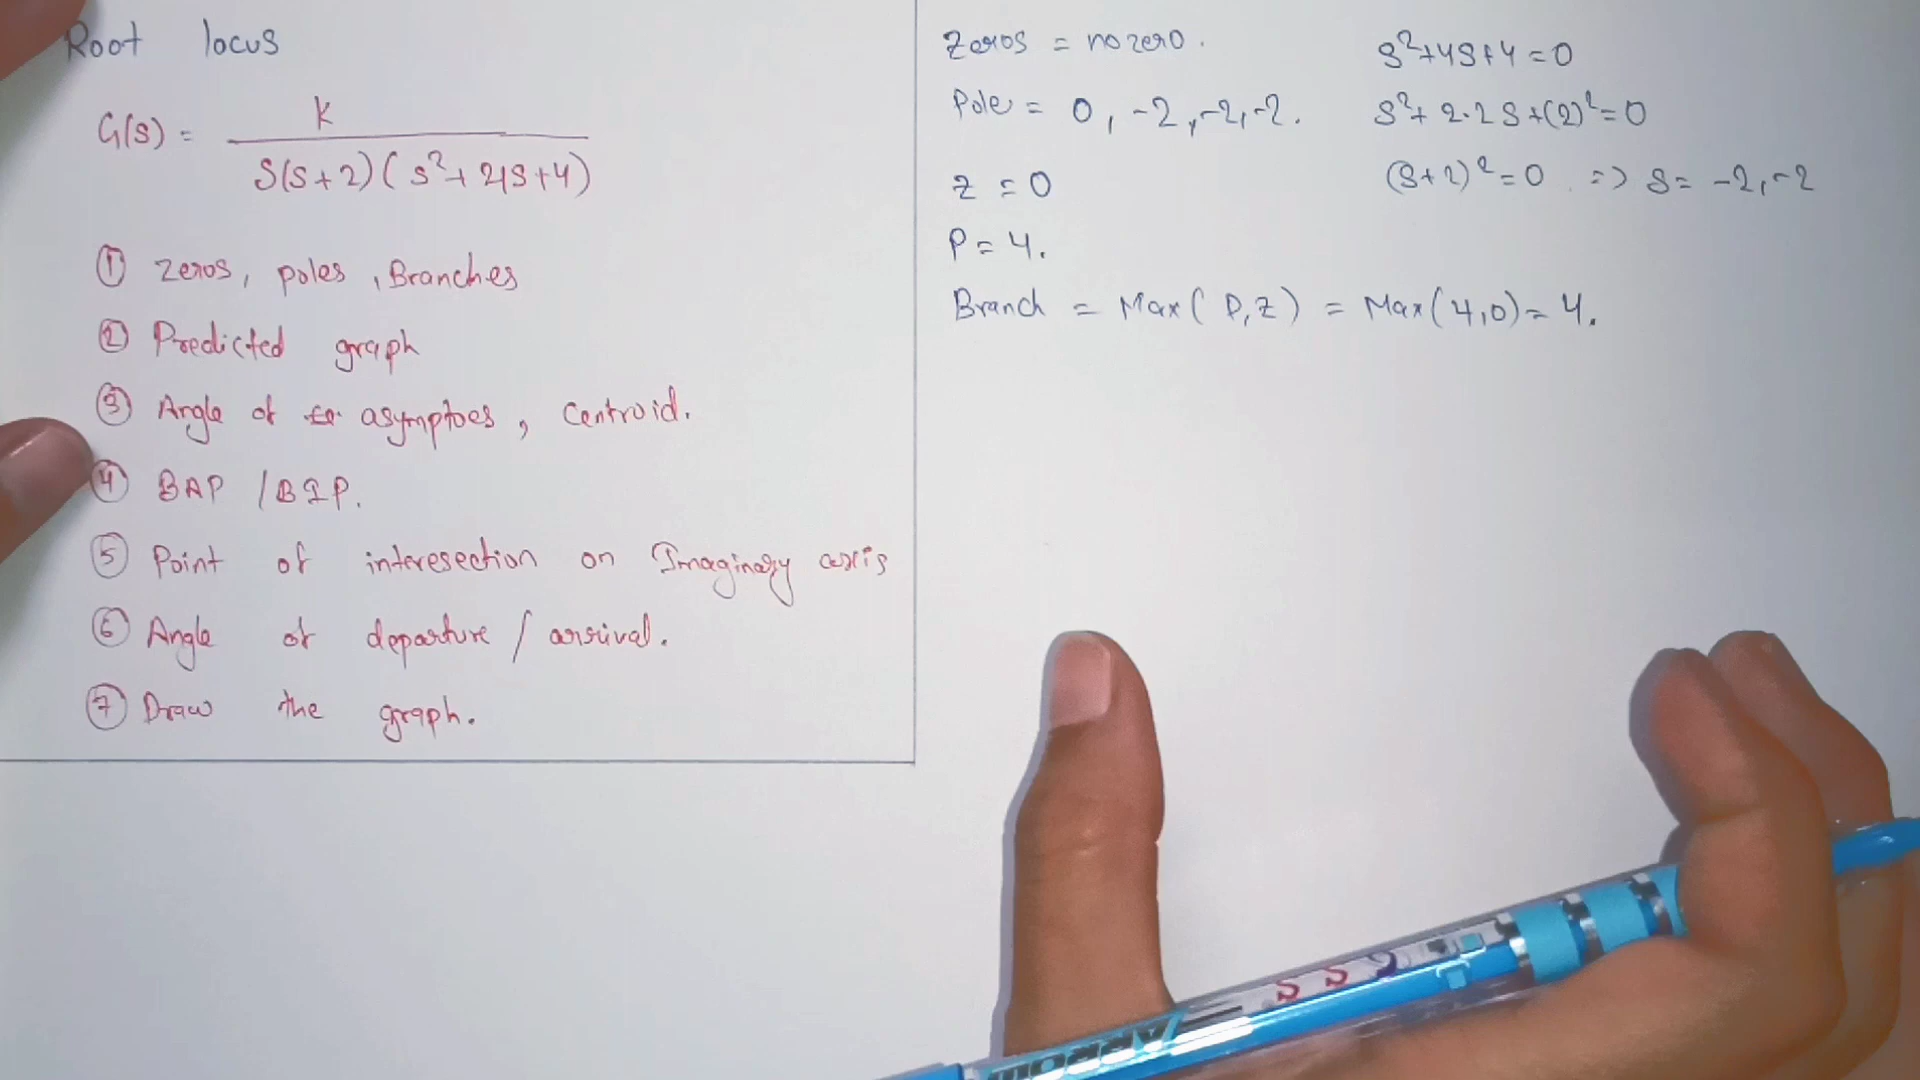 Root locus
G(s) = K / S(S+2)(S²+4S+4)
① Zeros, poles, Branches
② Predicted graph
③ Angle of asymptoes, Centroid.
④ BAP / BIP.
⑤ Point of interesection on Imaginary axis
⑥ Angle of departure / arrival.
⑦ Draw the graph.
Zeros = no zero.
Pole = 0, -2, -2, -2.
Z = 0
P = 4.
Branch = Max(P,Z) = Max(4,0) = 4.
S²+4S+4 = 0
S²+2·2S+(2)² = 0
(S+2)² = 0 => S = -2, -2
ARROW